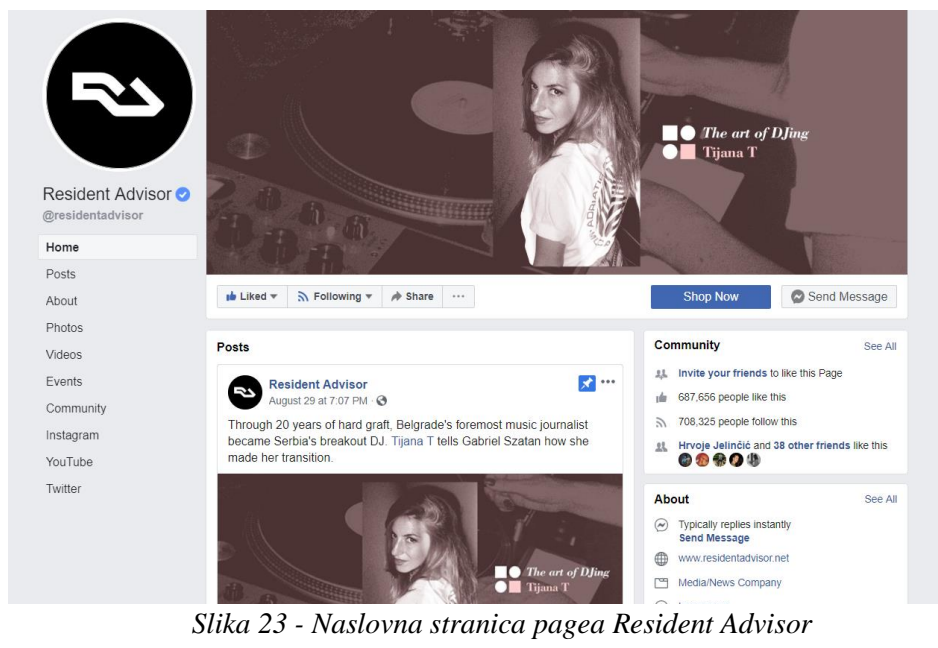 Resident Advisor
@residentadvisor
Home
Posts
About
Photos
Videos
Events
Community
Instagram
YouTube
Twitter
The art of DJing
Tijana T
Liked
Following
Share
Shop Now
Send Message
Posts
Resident Advisor
August 29 at 7:07 PM ·
Through 20 years of hard graft, Belgrade's foremost music journalist
became Serbia's breakout DJ. Tijana T tells Gabriel Szatan how she
made her transition.
The art of DJing
Tijana T
Community
See All
Invite your friends to like this Page
687,656 people like this
708,325 people follow this
Hrvoje Jelinčić and 38 other friends like this
About
See All
Typically replies instantly
Send Message
www.residentadvisor.net
Media/News Company
Slika 23 - Naslovna stranica pagea Resident Advisor